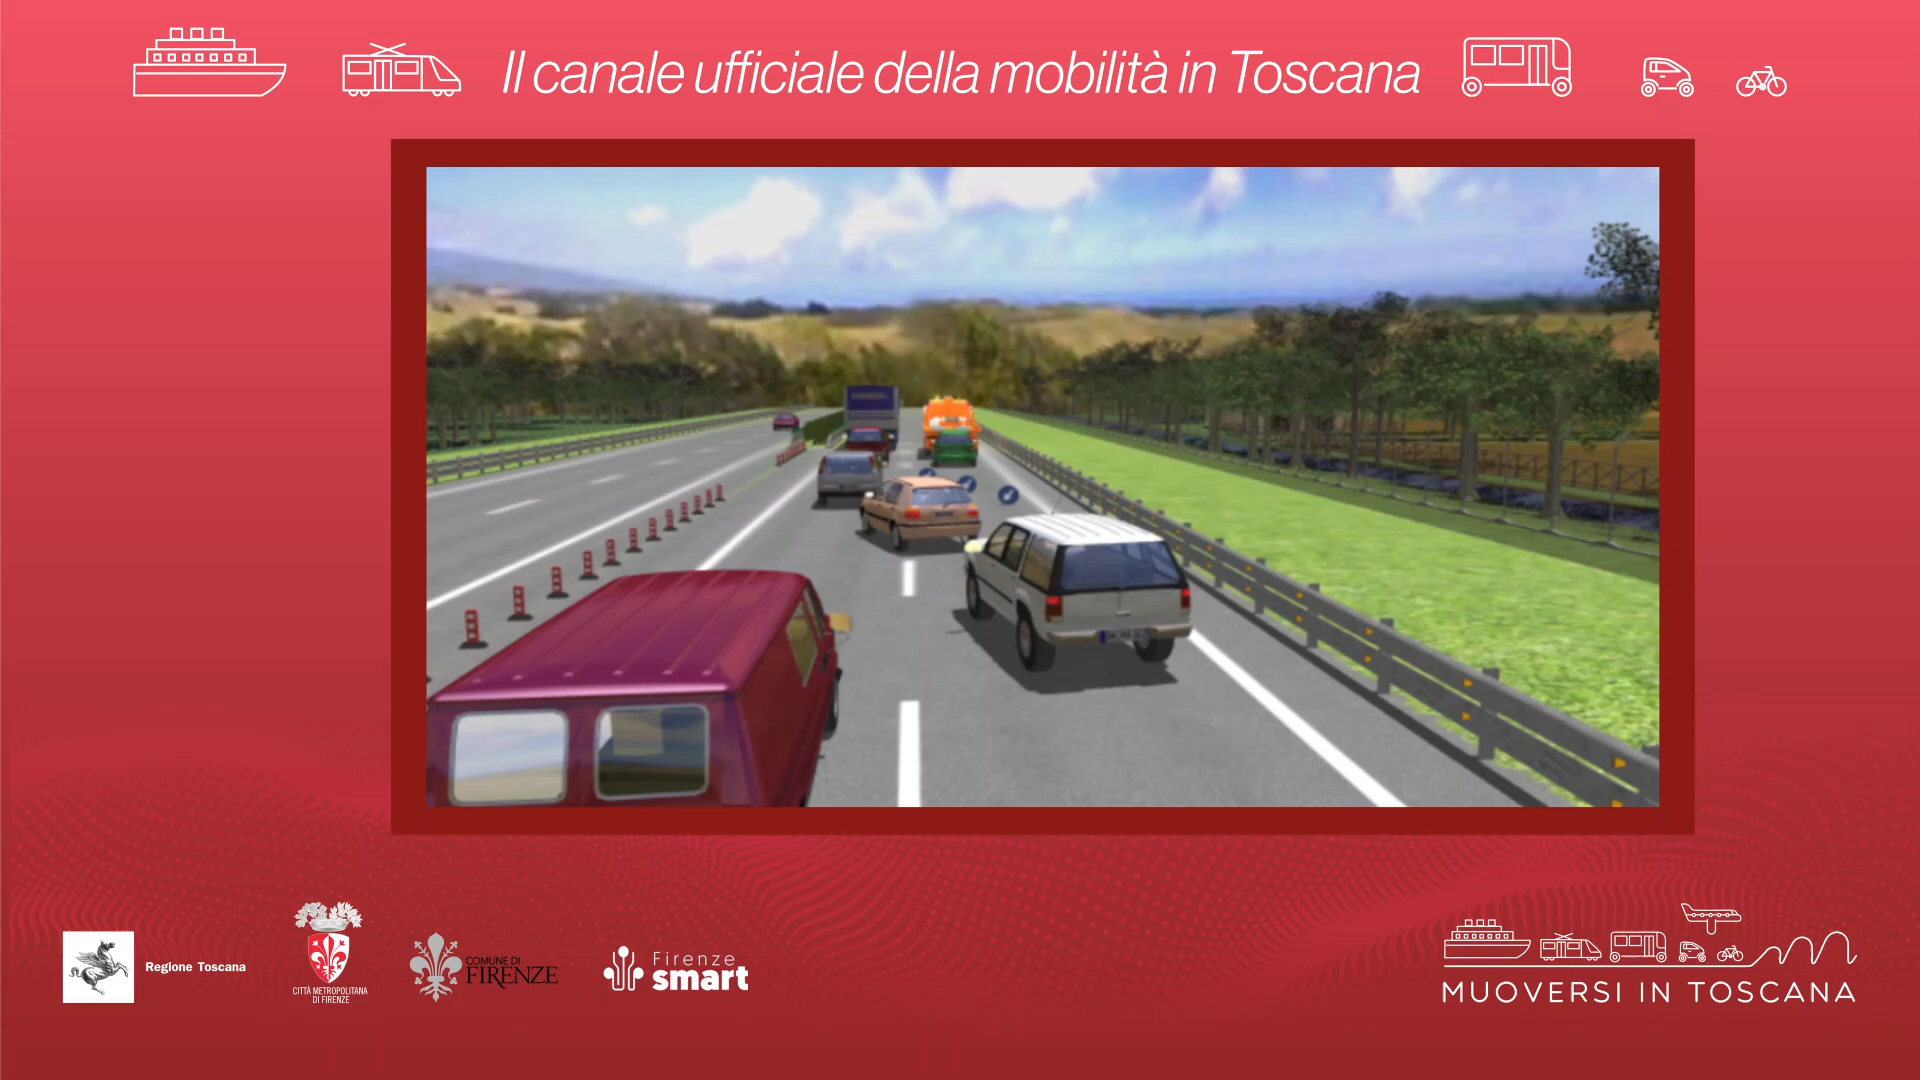 Il canale ufficiale della mobilità in Toscana
Regione Toscana
CITTÀ METROPOLITANA
DI FIRENZE
COMUNE DI
FIRENZE
Firenze
smart
MUOVERSI IN TOSCANA